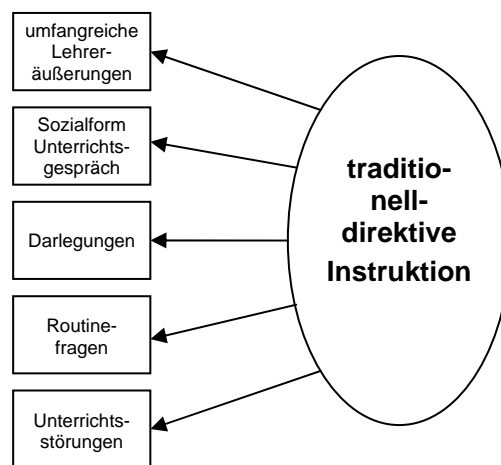 umfangreiche
Lehrer-
äußerungen
Sozialform
Unterrichts-
gespräch
Darlegungen
Routine-
fragen
Unterrichts-
störungen
traditio-
nell-
direktive
Instruktion